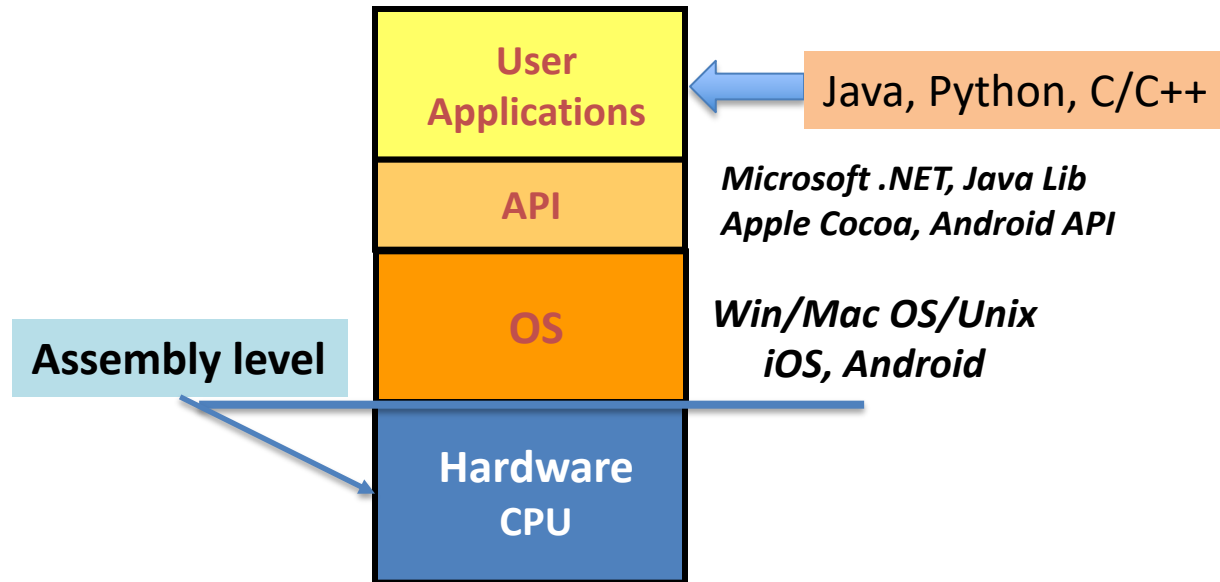 User
Applications
Java, Python, C/C++
API
Microsoft .NET, Java Lib
Apple Cocoa, Android API
OS
Win/Mac OS/Unix
iOS, Android
Assembly level
Hardware
CPU